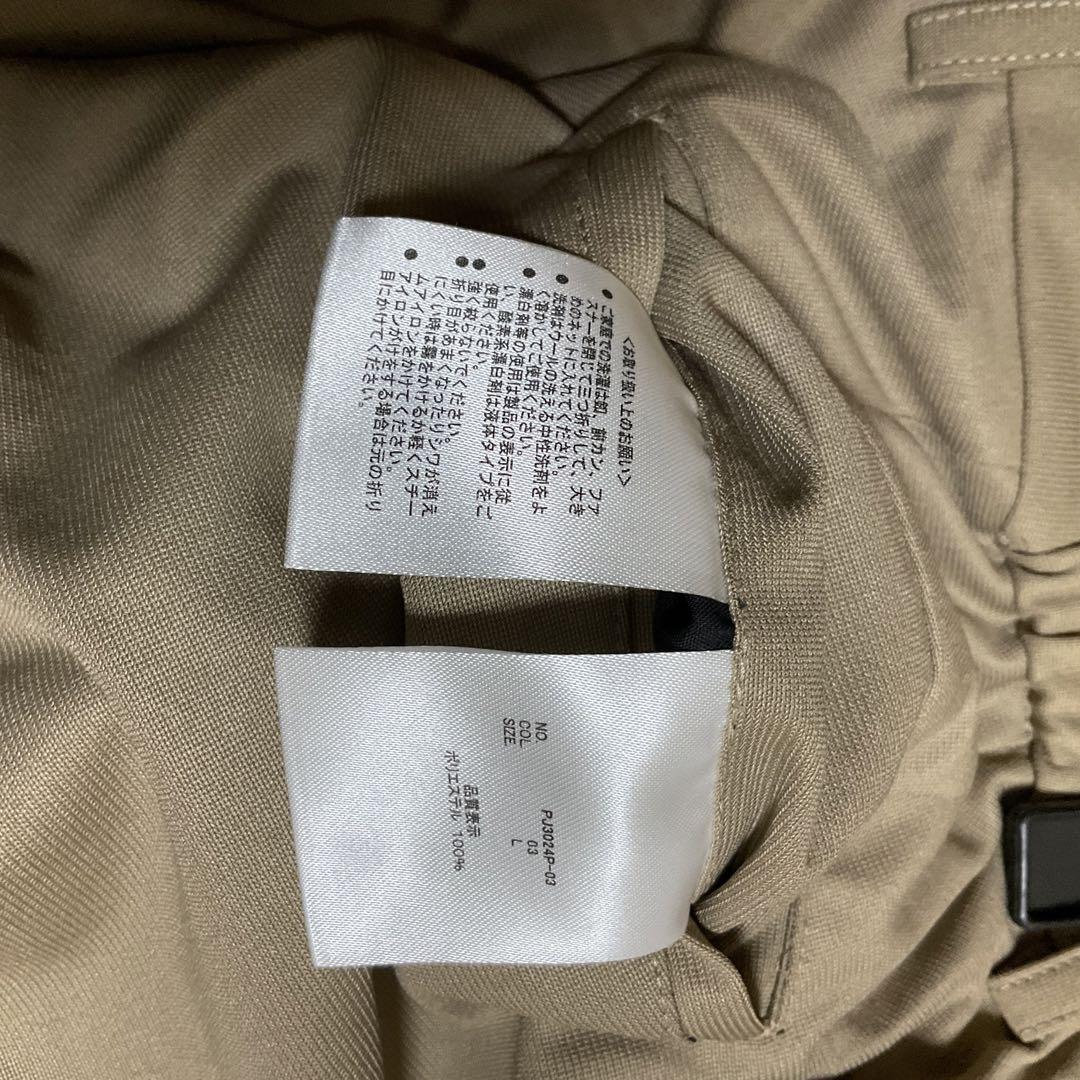 〈お取り扱い上のお願い〉
●ご家庭での洗濯は釦、前カン、ファ
スナーを閉じて三つ折りして、大き
めのネットに入れてください。
●洗剤はウールの洗える中性洗剤をよ
く溶かしてご使用ください。
●漂白剤等の使用は製品の表示に従
い、酸素系漂白剤は液体タイプをご
使用ください。
●強く絞らないでください。
●折り目があまくなったりシワが消え
にくい時は霧をかけるか軽くスチー
ムアイロンをかけてください。
●アイロンがけをする場合は元の折り
目にかけてください。
NO. PJ3024P-03
COL 03
SIZE L
品質表示
ポリエステル 100%